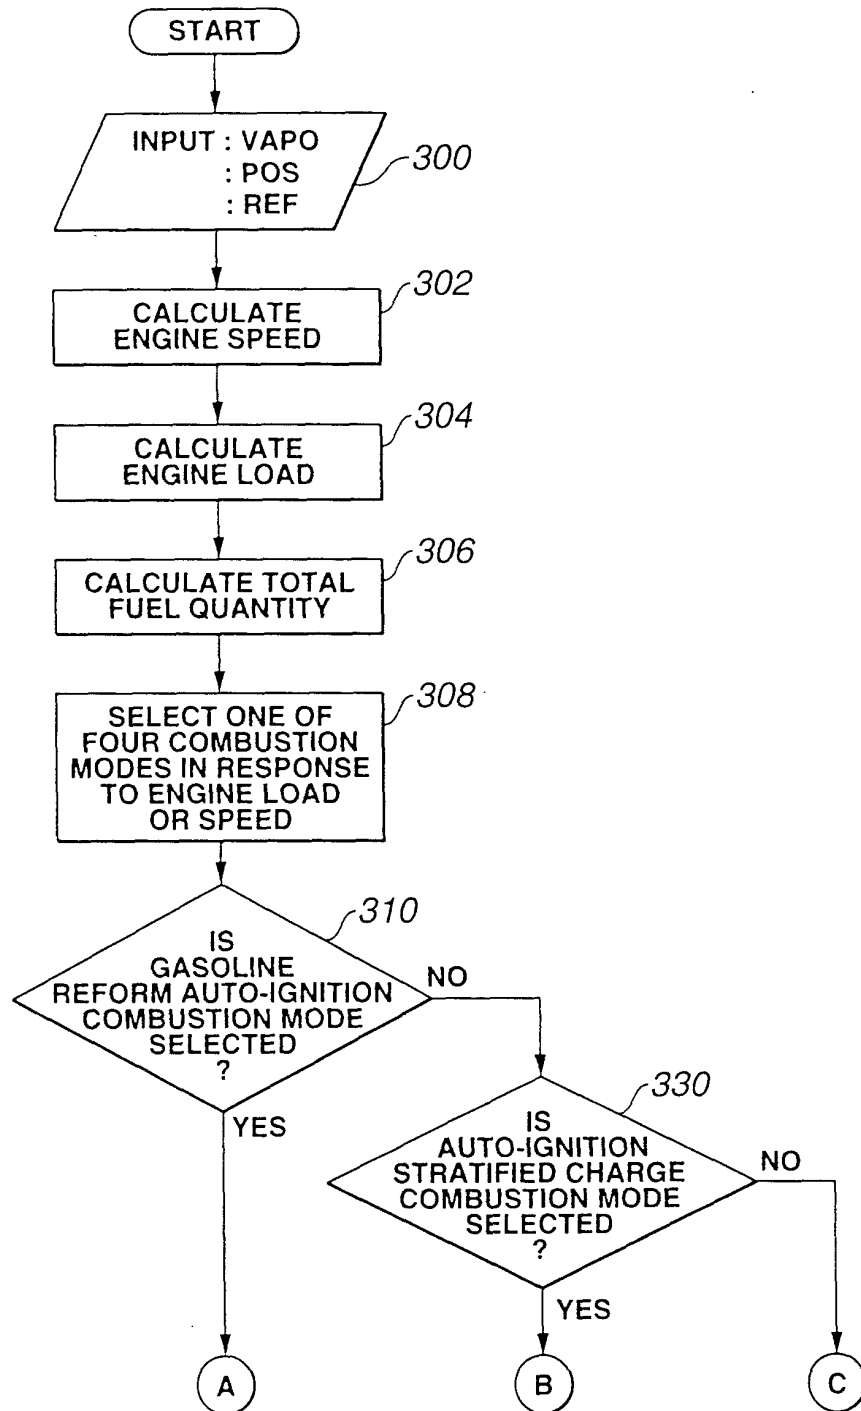 START
INPUT : VAPO
: POS
: REF
300
302
CALCULATE
ENGINE SPEED
304
CALCULATE
ENGINE LOAD
306
CALCULATE TOTAL
FUEL QUANTITY
308
SELECT ONE OF
FOUR COMBUSTION
MODES IN RESPONSE
TO ENGINE LOAD
OR SPEED
310
IS
GASOLINE
REFORM AUTO-IGNITION
COMBUSTION MODE
SELECTED
?
NO
YES
330
IS
AUTO-IGNITION
STRATIFIED CHARGE
COMBUSTION MODE
SELECTED
?
NO
YES
A
B
C